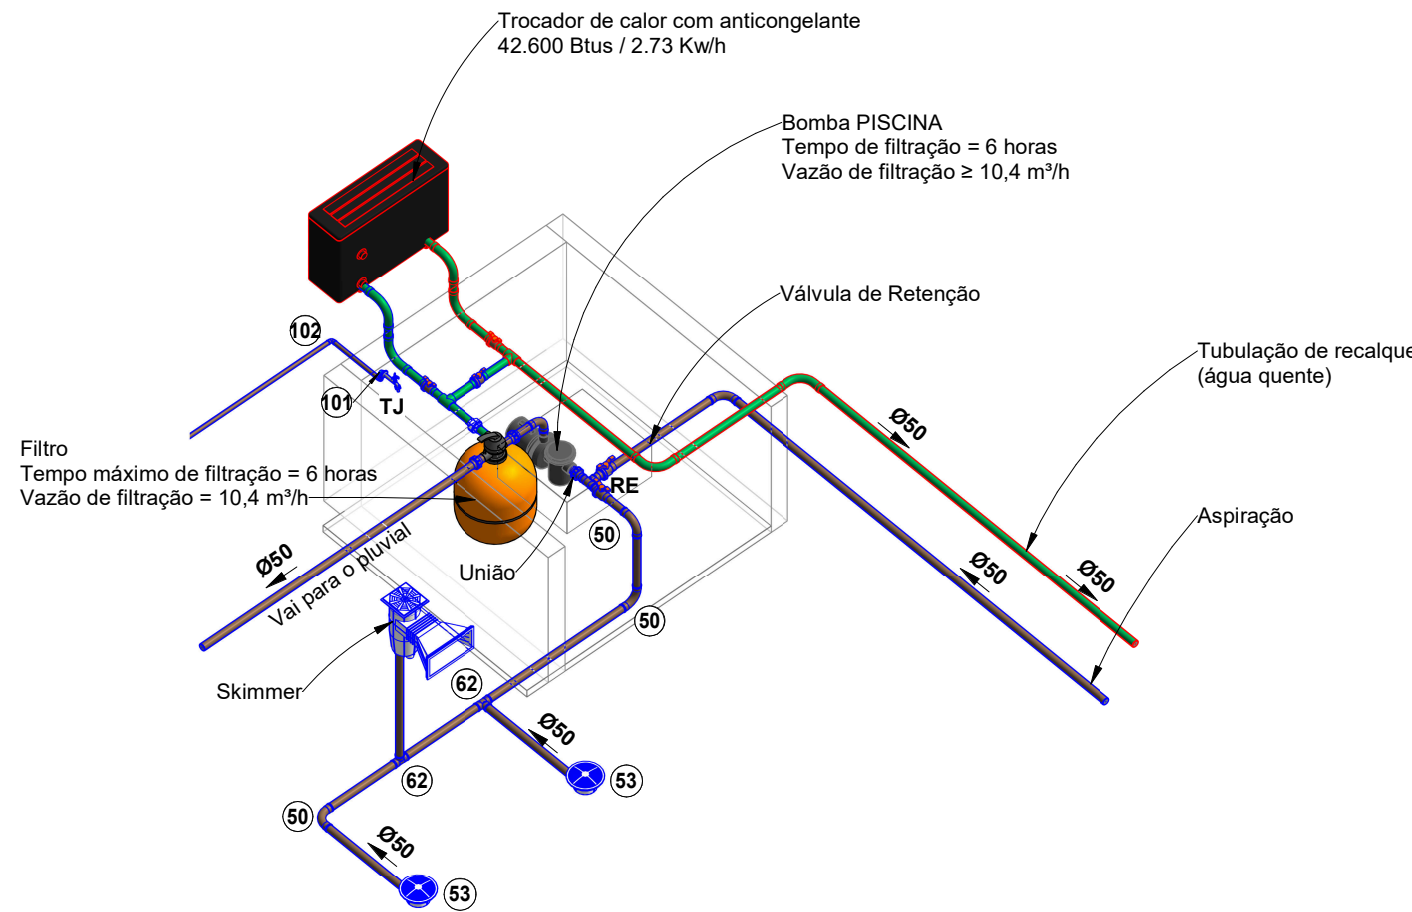 Trocador de calor com anticongelante
42.600 Btus / 2.73 Kw/h
Bomba PISCINA
Tempo de filtração = 6 horas
Vazão de filtração ≥ 10,4 m³/h
Válvula de Retenção
Tubulação de recalque
(água quente)
102
101
TJ
Ø50
Filtro
Tempo máximo de filtração = 6 horas
Vazão de filtração = 10,4 m³/h
RE
50
Aspiração
Ø50
Vai para o pluvial
União
Ø50
Ø50
50
Skimmer
62
Ø50
62
53
50
Ø50
53